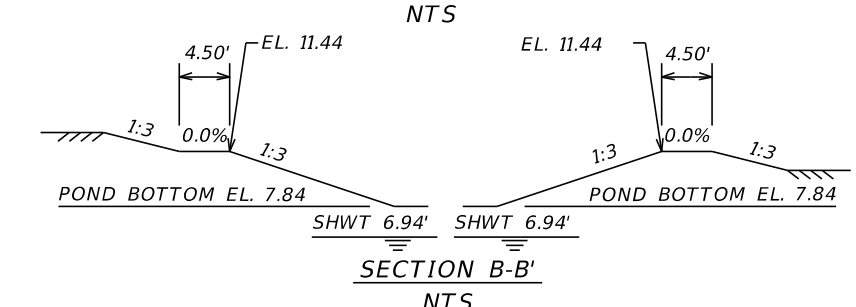 NTS
EL. 11.44
EL. 11.44
4.50'
4.50'
1:3
0.0%
1:3
1:3
0.0%
1:3
POND BOTTOM EL. 7.84
POND BOTTOM EL. 7.84
SHWT 6.94'
SHWT 6.94'
SECTION B-B'
NTS